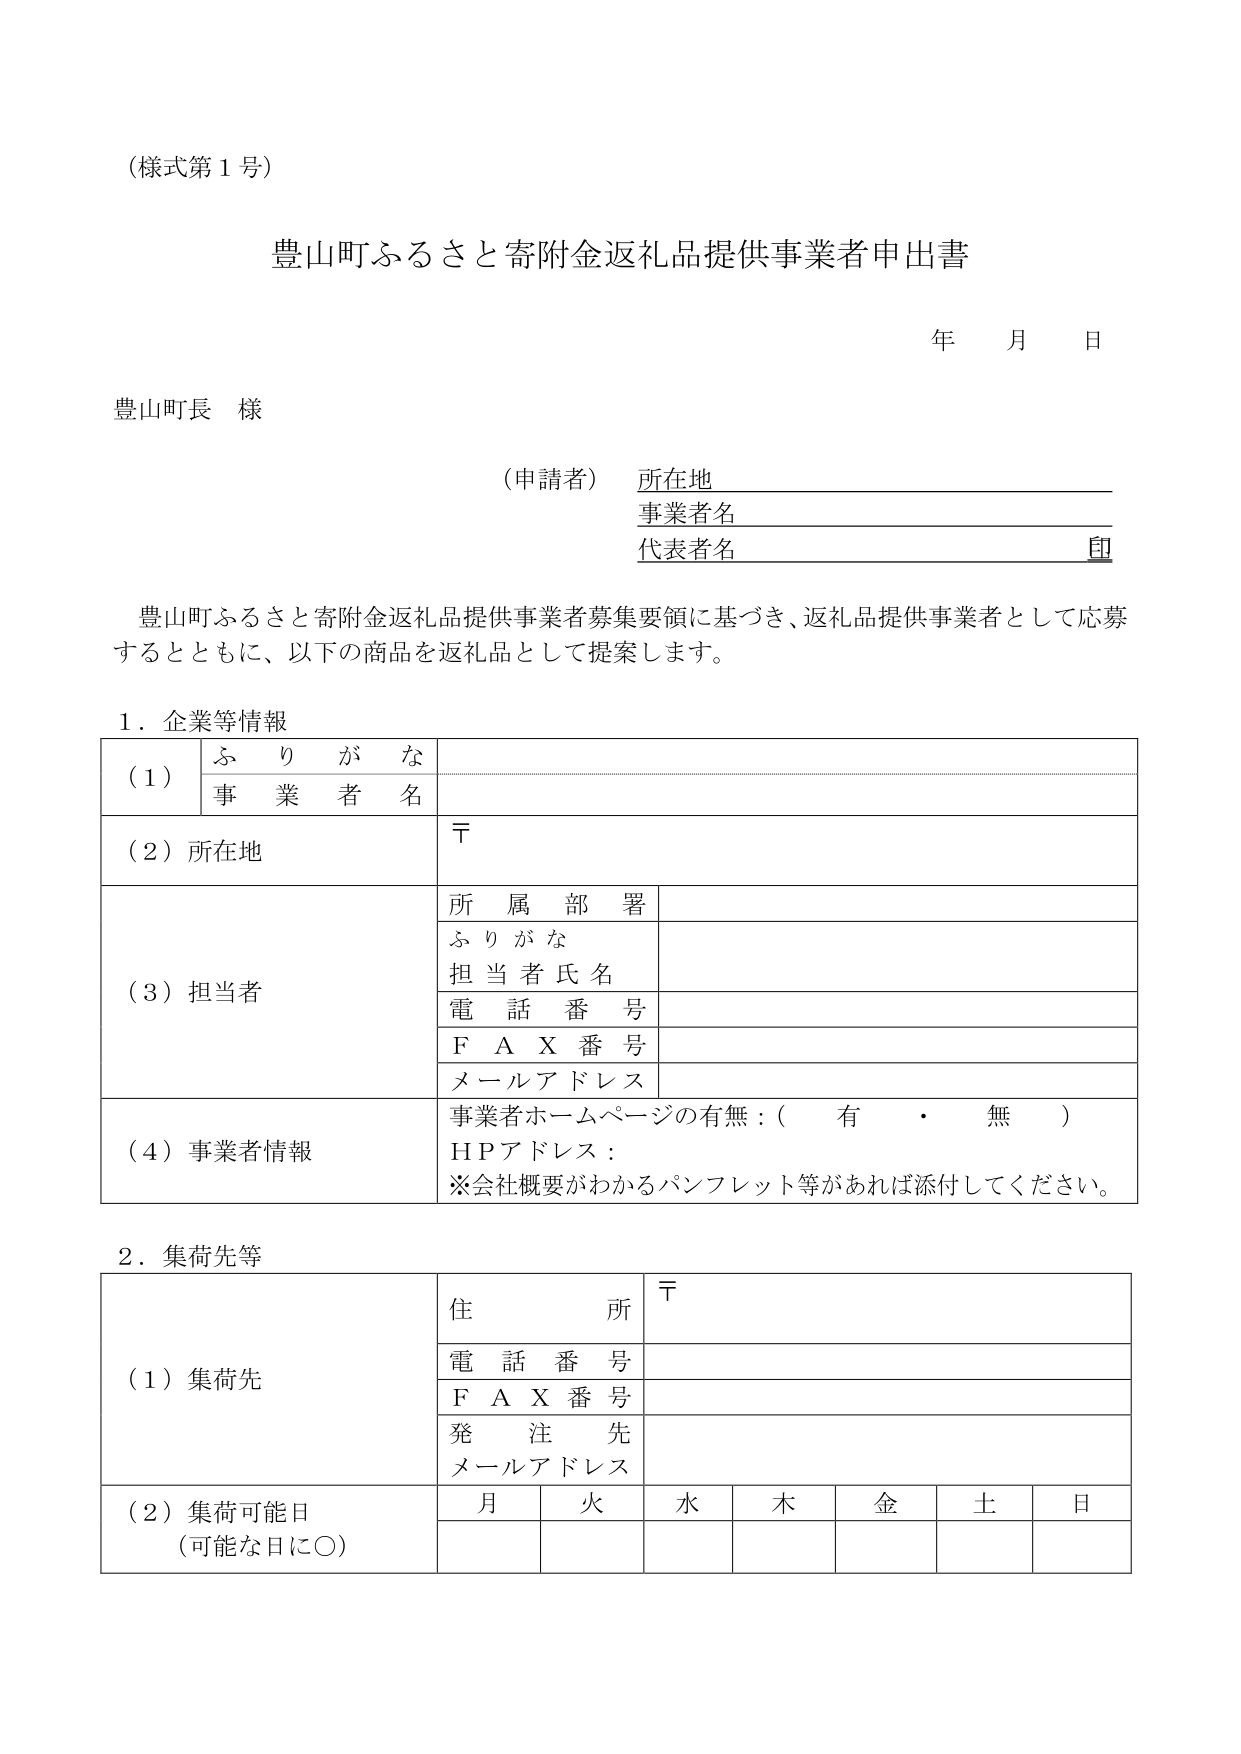 （様式第１号）
豊山町ふるさと寄附金返礼品提供事業者申出書
年　　月　　日
豊山町長　様
（申請者）　所在地
事業者名
代表者名　印
　豊山町ふるさと寄附金返礼品提供事業者募集要領に基づき、返礼品提供事業者として応募
するとともに、以下の商品を返礼品として提案します。
１．企業等情報
（１）
ふりがな
事業者名
（２）所在地
〒
（３）担当者
所属部署
ふりがな
担当者氏名
電話番号
ＦＡＸ番号
メールアドレス
（４）事業者情報
事業者ホームページの有無：（　　有　　・　　無　　）
ＨＰアドレス：
※会社概要がわかるパンフレット等があれば添付してください。
２．集荷先等
（１）集荷先
住所
〒
電話番号
ＦＡＸ番号
発注先
メールアドレス
（２）集荷可能日
（可能な日に○）
月　火　水　木　金　土　日